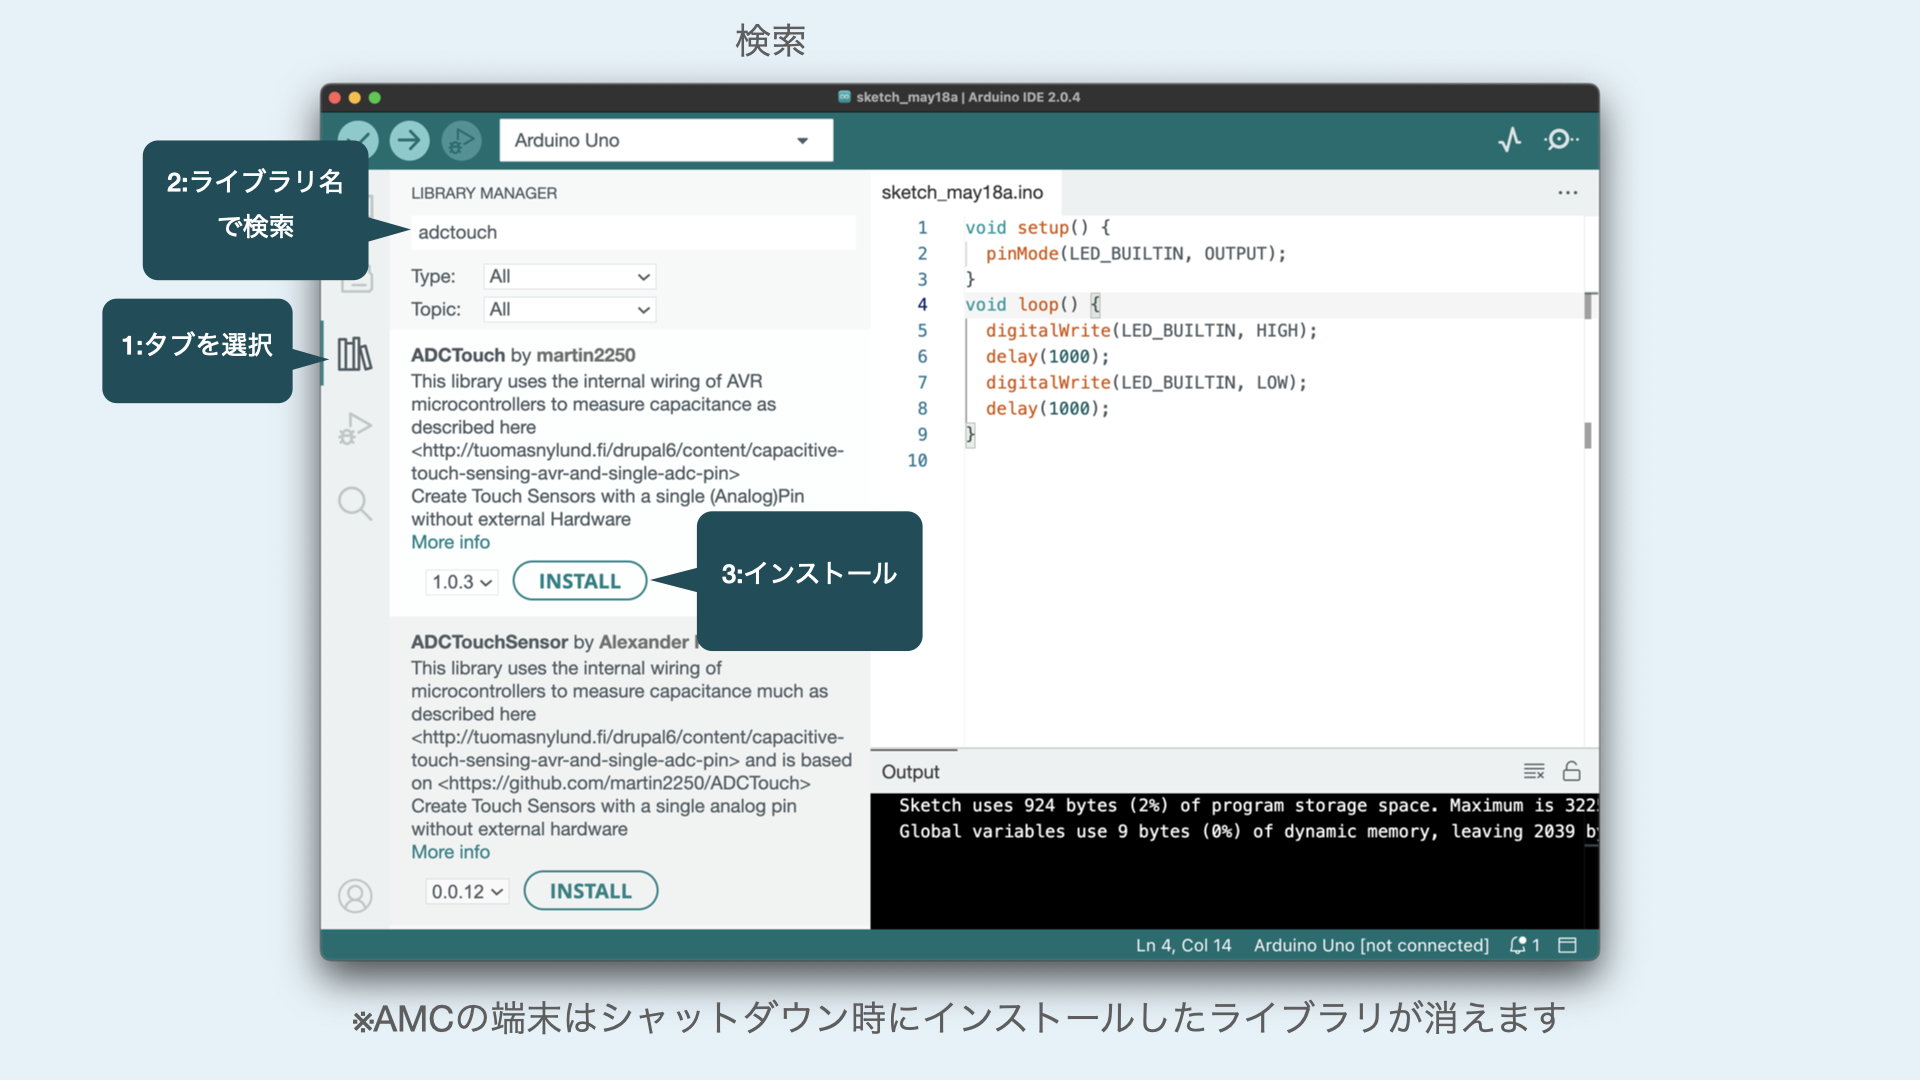 検索
sketch_may18a | Arduino IDE 2.0.4
Arduino Uno
2:ライブラリ名
で検索
1:タブを選択
LIBRARY MANAGER
adctouch
Type: All
Topic: All
ADCTouch by martin2250
This library uses the internal wiring of AVR
microcontrollers to measure capacitance as
described here
<http://tuomasnylund.fi/drupal6/content/capacitive-
touch-sensing-avr-and-single-adc-pin>
Create Touch Sensors with a single (Analog)Pin
without external Hardware
More info
1.0.3 INSTALL
3:インストール
ADCTouchSensor by Alexander
This library uses the internal wiring of
microcontrollers to measure capacitance much as
described here
<http://tuomasnylund.fi/drupal6/content/capacitive-
touch-sensing-avr-and-single-adc-pin> and is based
on <https://github.com/martin2250/ADCTouch>
Create Touch Sensors with a single analog pin
without external hardware
More info
0.0.12 INSTALL
sketch_may18a.ino
1 void setup() {
2 pinMode(LED_BUILTIN, OUTPUT);
3 }
4 void loop() {
5 digitalWrite(LED_BUILTIN, HIGH);
6 delay(1000);
7 digitalWrite(LED_BUILTIN, LOW);
8 delay(1000);
9 }
10
Output
Sketch uses 924 bytes (2%) of program storage space. Maximum is 322
Global variables use 9 bytes (0%) of dynamic memory, leaving 2039
Ln 4, Col 14 Arduino Uno [not connected] 1
※AMCの端末はシャットダウン時にインストールしたライブラリが消えます